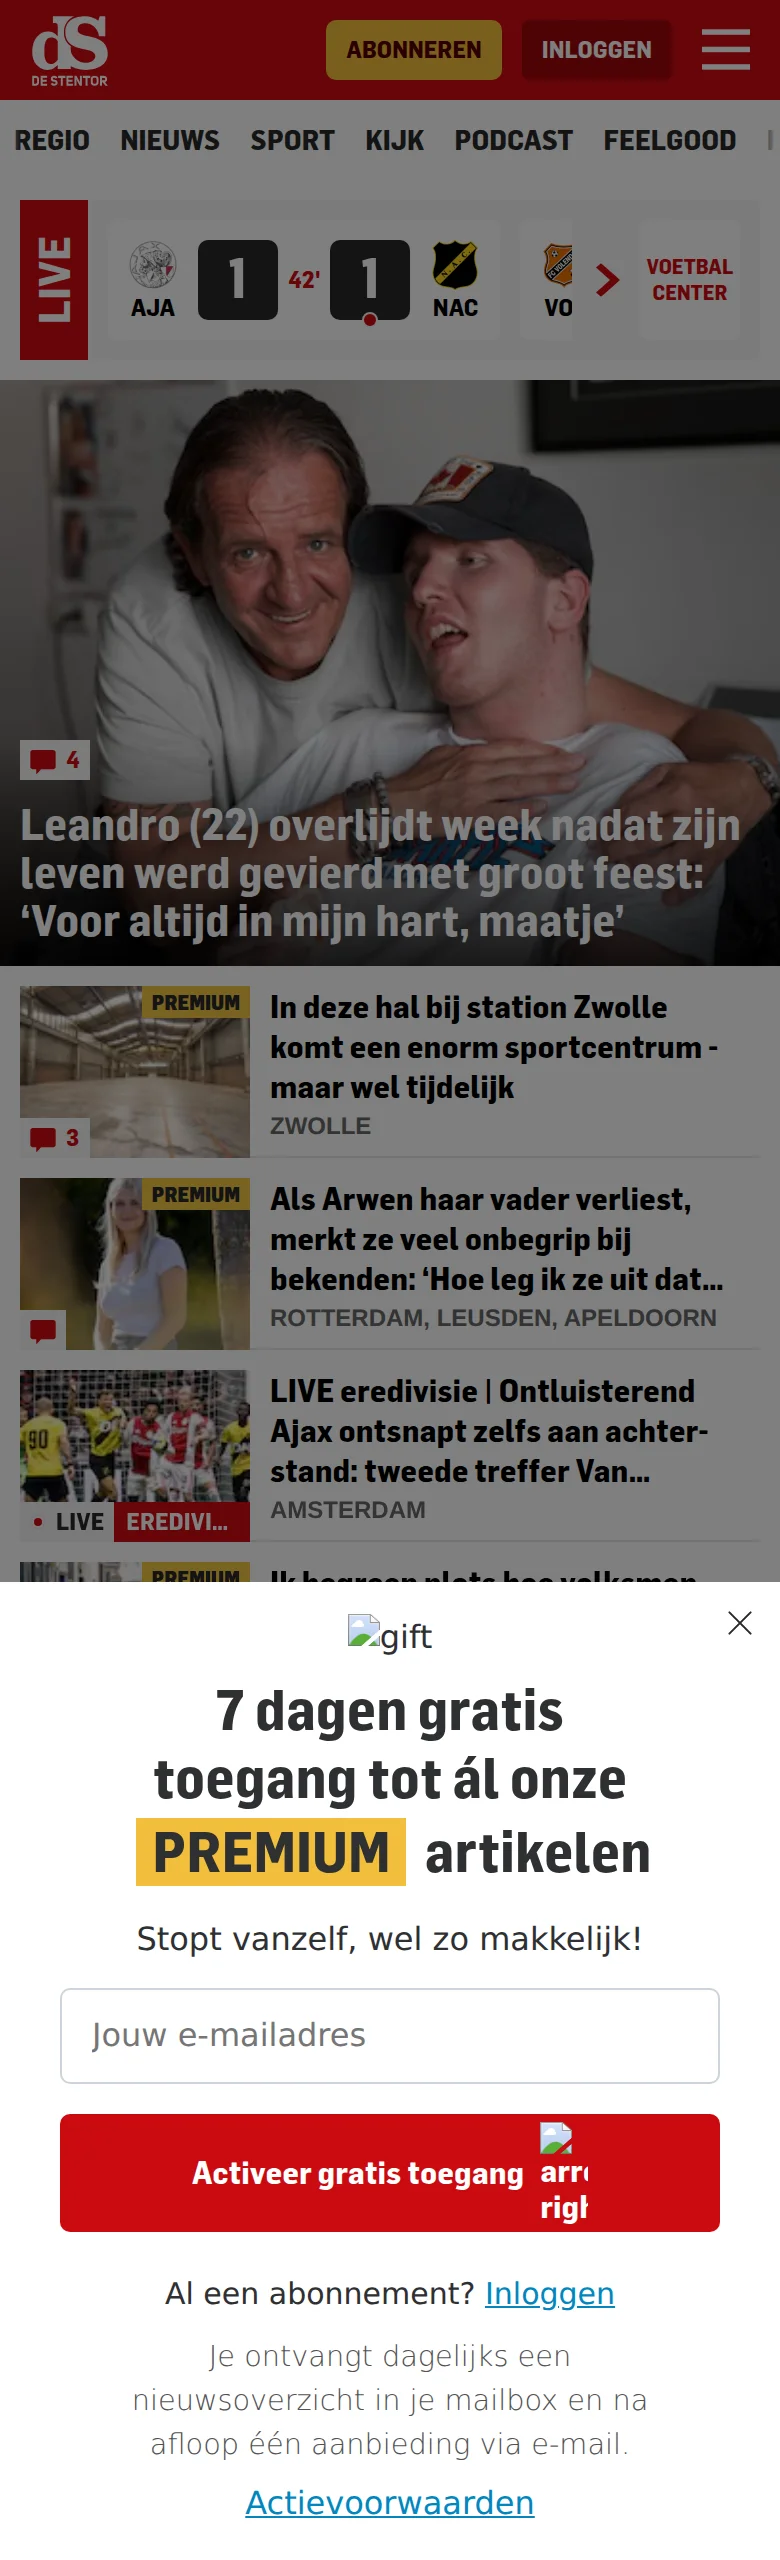 dS
DE STENTOR
ABONNEREN
INLOGGEN
REGIO NIEUWS SPORT KIJK PODCAST FEELGOOD
LIVE
AJA
1
42'
1
NAC
VO
VOETBAL
CENTER
4
Leandro (22) overlijdt week nadat zijn
leven werd gevierd met groot feest:
‘Voor altijd in mijn hart, maatje’
PREMIUM
3
In deze hal bij station Zwolle
komt een enorm sportcentrum -
maar wel tijdelijk
ZWOLLE
PREMIUM
Als Arwen haar vader verliest,
merkt ze veel onbegrip bij
bekenden: ‘Hoe leg ik ze uit dat...
ROTTERDAM, LEUSDEN, APELDOORN
90
LIVE
EREDIVI...
LIVE eredivisie | Ontluisterend
Ajax ontsnapt zelfs aan achter-
stand: tweede treffer Van...
AMSTERDAM
PREMIUM
gift
7 dagen gratis
toegang tot ál onze
PREMIUM artikelen
Stopt vanzelf, wel zo makkelijk!
Jouw e-mailadres
Activeer gratis toegang
arro
righ
Al een abonnement? Inloggen
Je ontvangt dagelijks een
nieuwsoverzicht in je mailbox en na
afloop één aanbieding via e-mail.
Actievoorwaarden